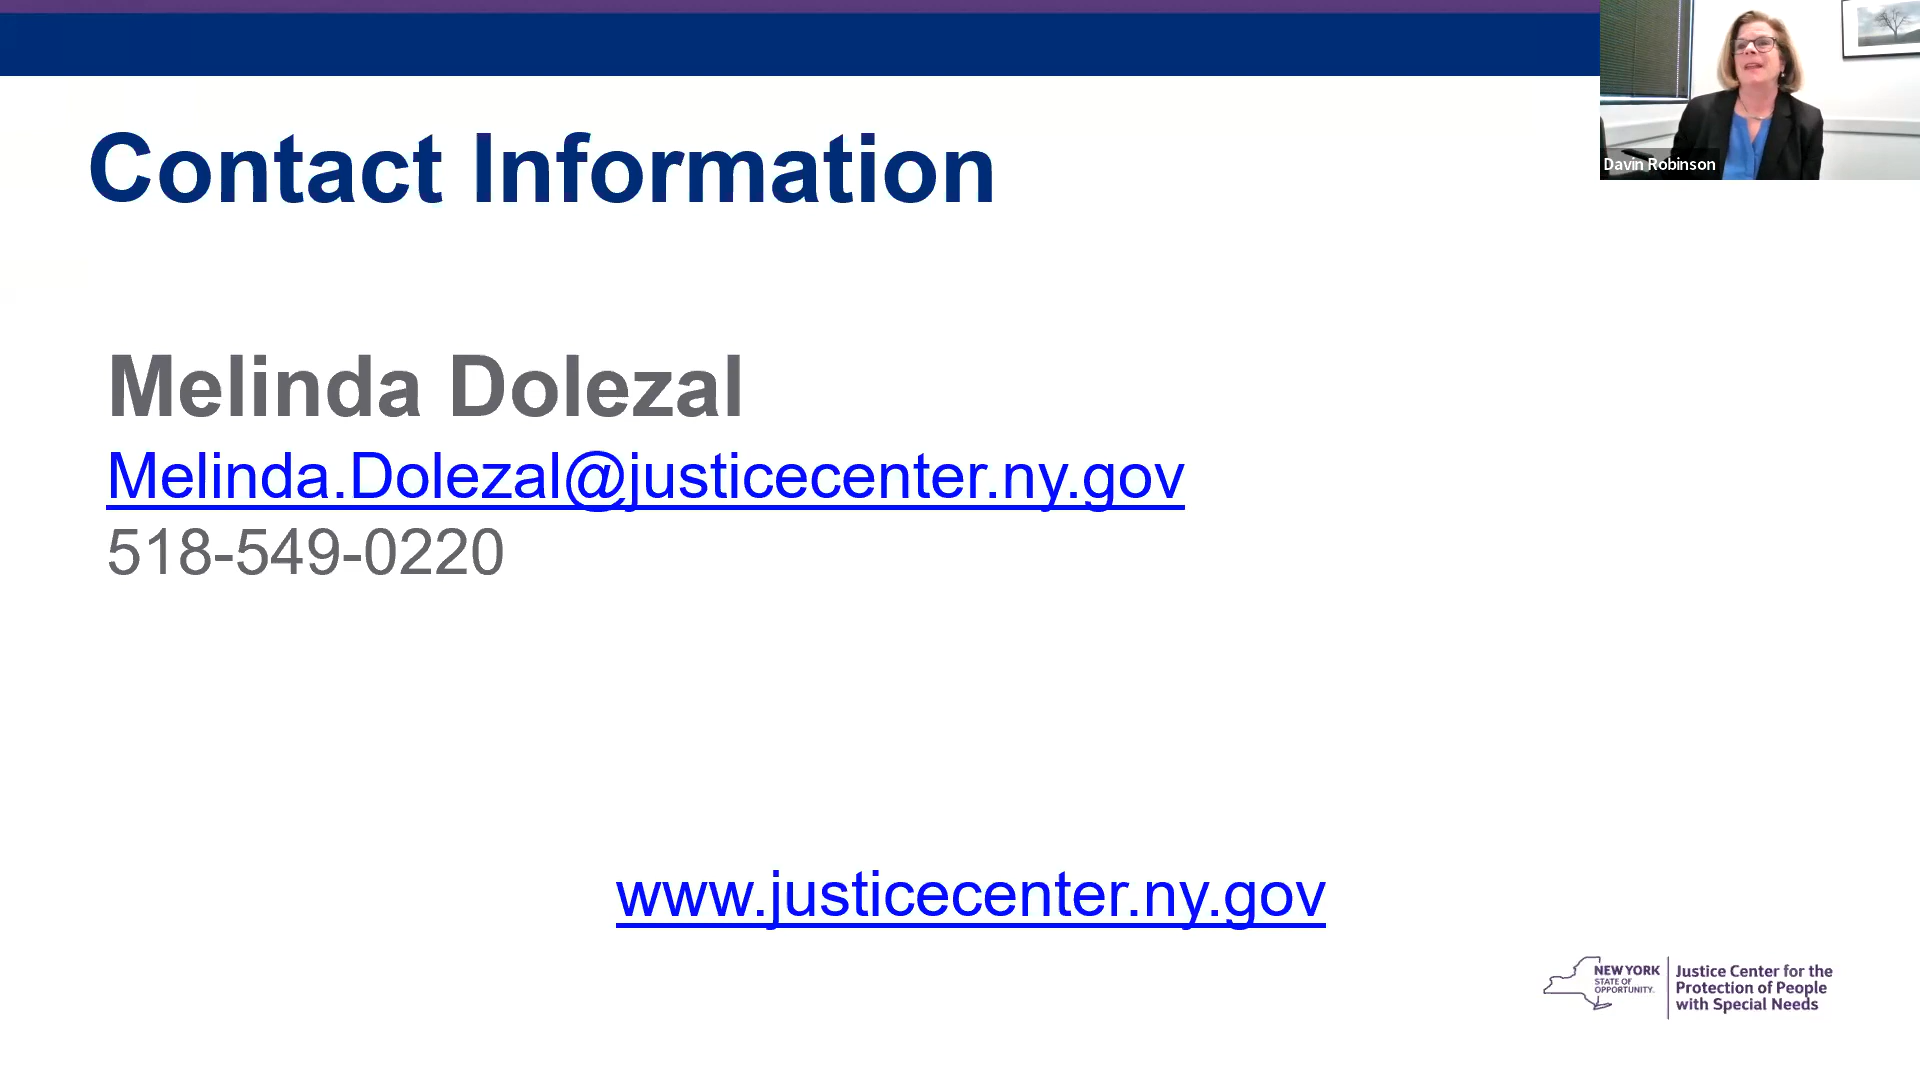 Davin Robinson
Contact Information
Melinda Dolezal
Melinda.Dolezal@justicecenter.ny.gov
518-549-0220
www.justicecenter.ny.gov
NEW YORK
STATE OF
OPPORTUNITY.
Justice Center for the
Protection of People
with Special Needs